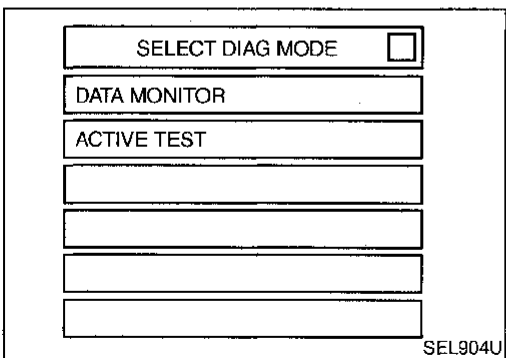 SELECT DIAG MODE
DATA MONITOR
ACTIVE TEST
SEL904U